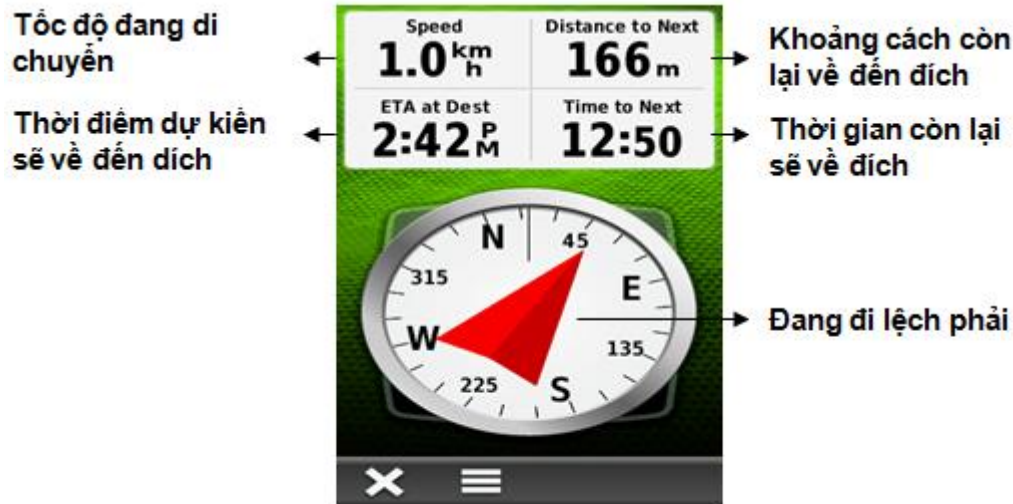 Tốc độ đang di
chuyển
Thời điểm dự kiến
sẽ về đến dích
Speed
1.0 km h
Distance to Next
166 m
ETA at Dest
2:42 PM
Time to Next
12:50
Khoảng cách còn
lại về đến đích
Thời gian còn lại
sẽ về đích
N
45
315
E
W
135
225
S
Đang đi lệch phải